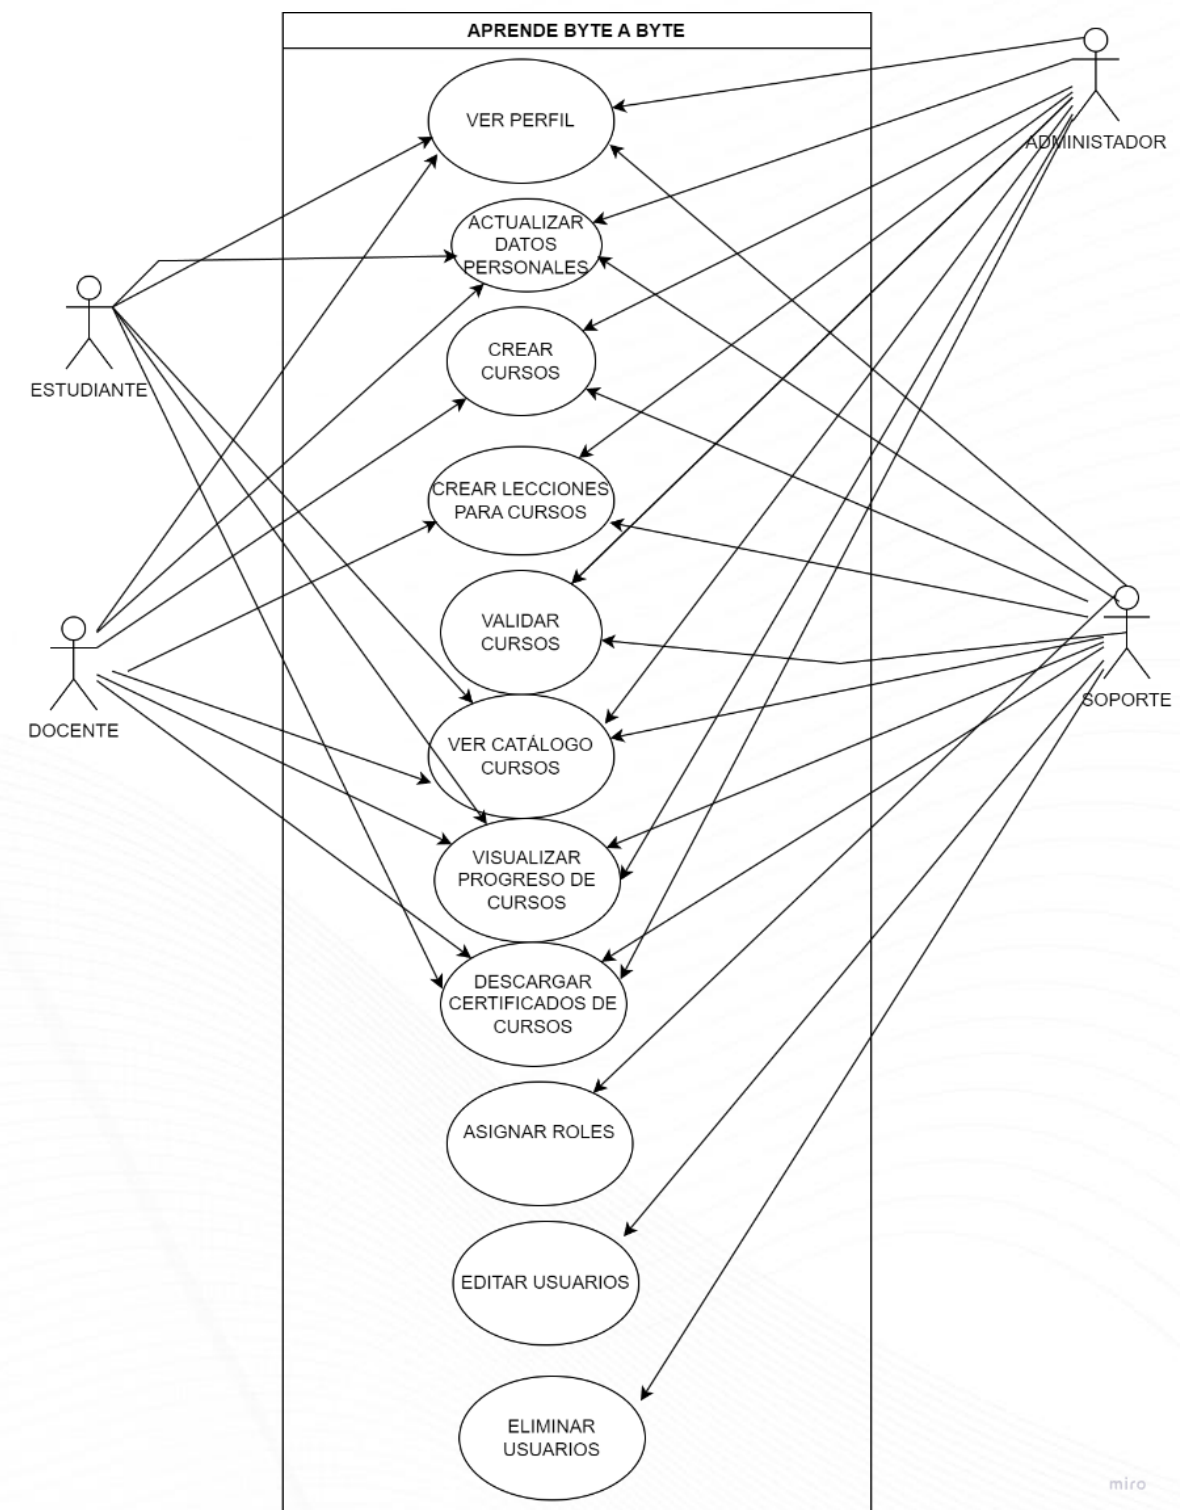 APRENDE BYTE A BYTE
VER PERFIL
ADMINISTADOR
ACTUALIZAR
DATOS
PERSONALES
CREAR
CURSOS
ESTUDIANTE
CREAR LECCIONES
PARA CURSOS
VALIDAR
CURSOS
SOPORTE
DOCENTE
VER CATÁLOGO
CURSOS
VISUALIZAR
PROGRESO DE
CURSOS
DESCARGAR
CERTIFICADOS DE
CURSOS
ASIGNAR ROLES
EDITAR USUARIOS
ELIMINAR
USUARIOS
miro